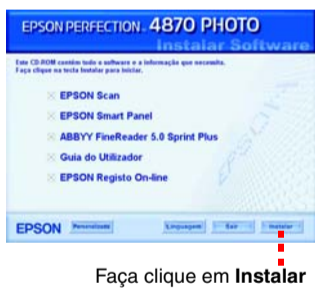 EPSON PERFECTION 4870 PHOTO
Instalar Software
Este CD-ROM contém todo o software e a informação que necessita.
Faça clique na tecla Instalar para iniciar.
EPSON Scan
EPSON Smart Panel
ABBYY FineReader 5.0 Sprint Plus
Guia do Utilizador
EPSON Registo On-line
EPSON
EPSON Personalizada Linguagem Sair Instalar
Faça clique em Instalar